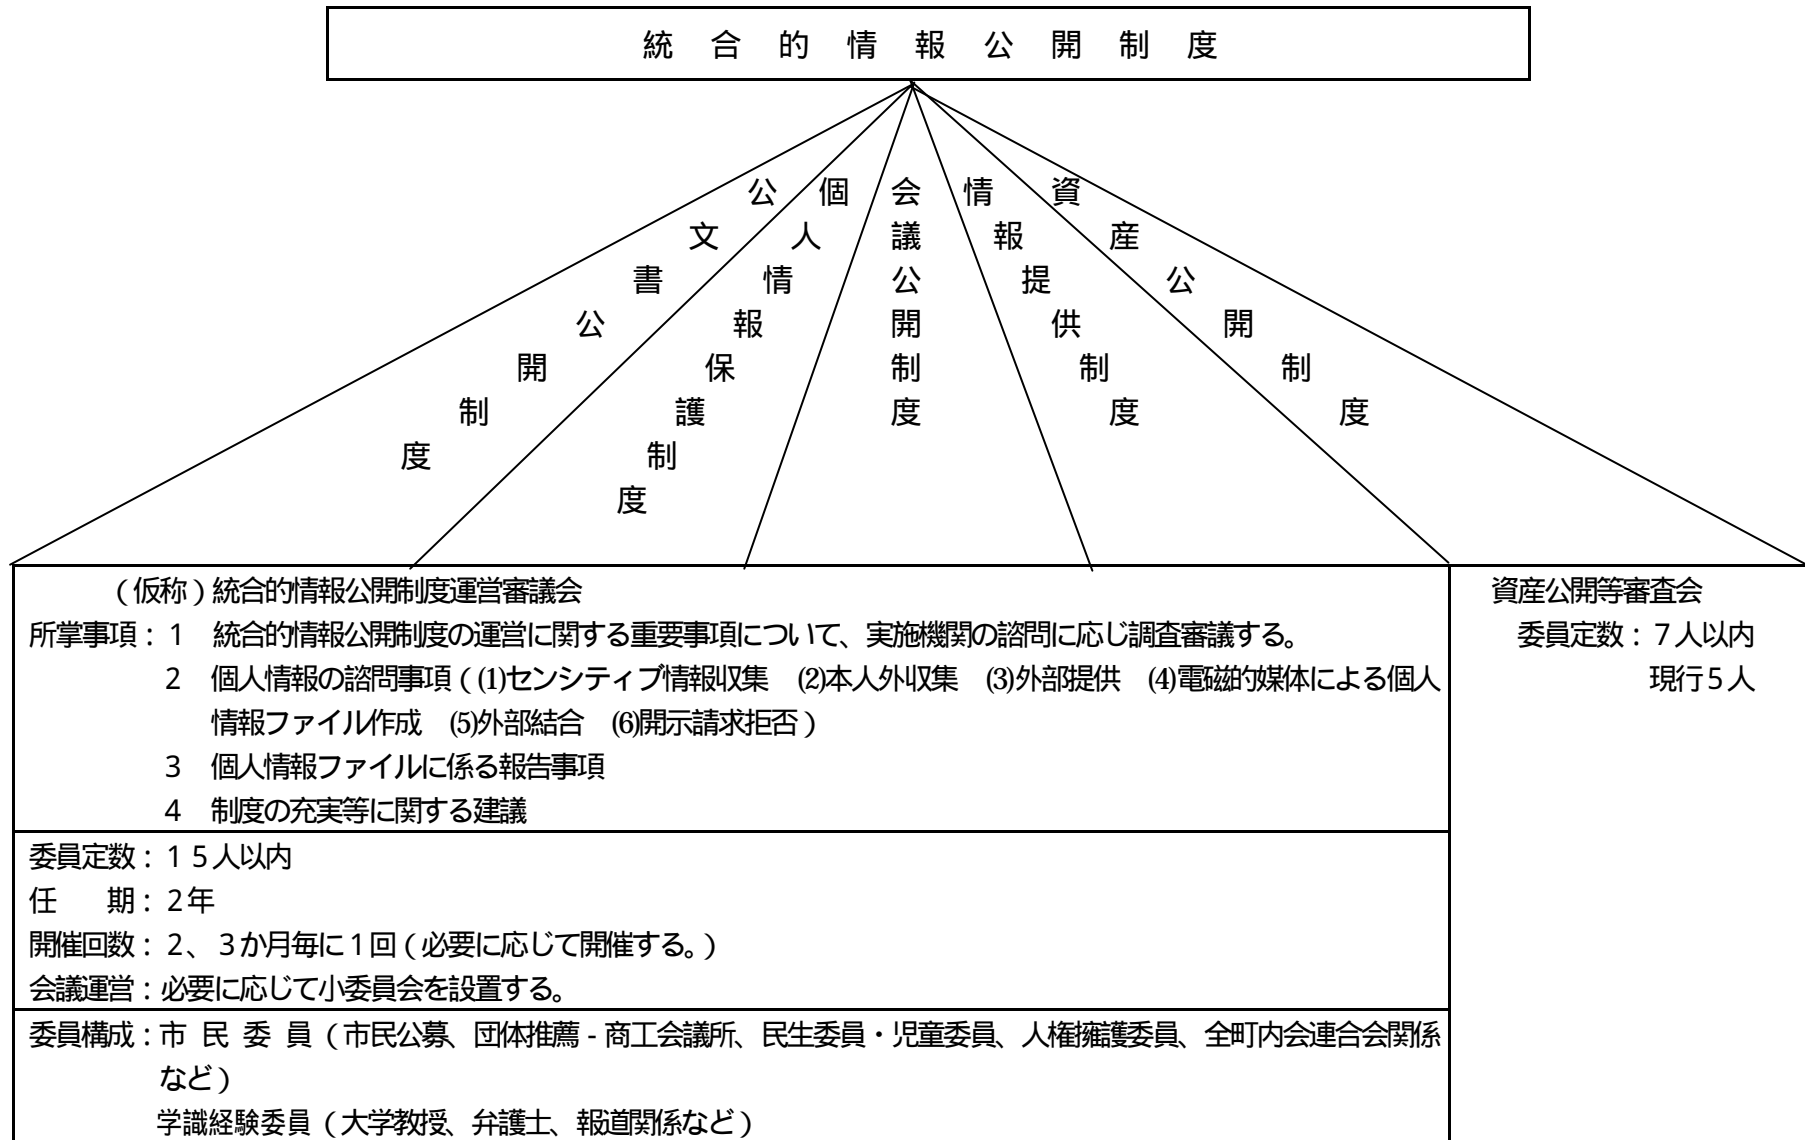 統合的情報公開制度
公文書公開制度
個人情報保護制度
会議公開制度
情報提供制度
資産公開制度
（仮称）統合的情報公開制度運営審議会
所掌事項：１　統合的情報公開制度の運営に関する重要事項について、実施機関の諮問に応じ調査審議する。
２　個人情報の諮問事項（(1)センシティブ情報収集　(2)本人外収集　(3)外部提供　(4)電磁的媒体による個人
情報ファイル作成　(5)外部結合　(6)開示請求拒否）
３　個人情報ファイルに係る報告事項
４　制度の充実等に関する建議
委員定数：１５人以内
任　　期：２年
開催回数：２、３か月毎に１回（必要に応じて開催する。）
会議運営：必要に応じて小委員会を設置する。
委員構成：市 民 委 員（市民公募、団体推薦 - 商工会議所、民生委員・児童委員、人権擁護委員、全町内会連合会関係
など）
学識経験委員（大学教授、弁護士、報道関係など）
資産公開等審査会
委員定数：７人以内
現行５人